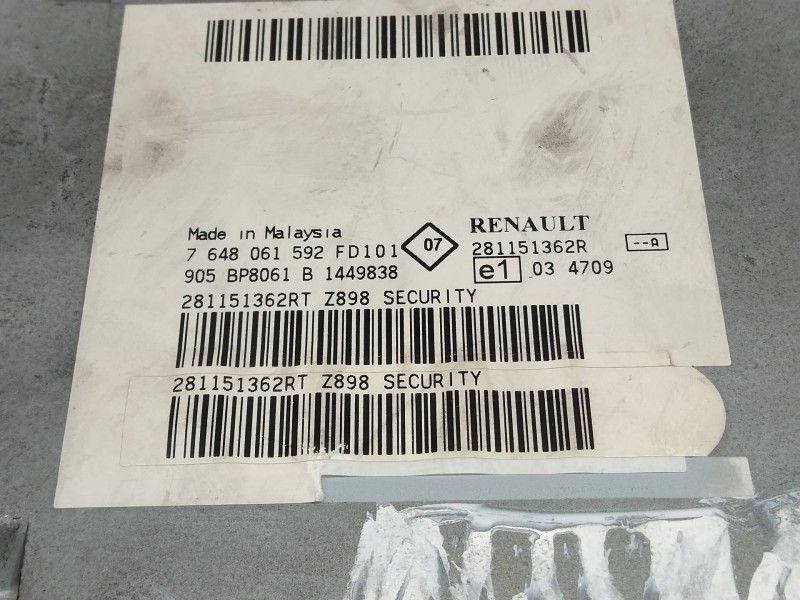 Made in Malaysia
7 648 061 592 FD101
905 BP8061 B 1449838
07
RENAULT
281151362R
--A
e1 03 4709
281151362RT Z898 SECURITY
281151362RT Z898 SECURITY